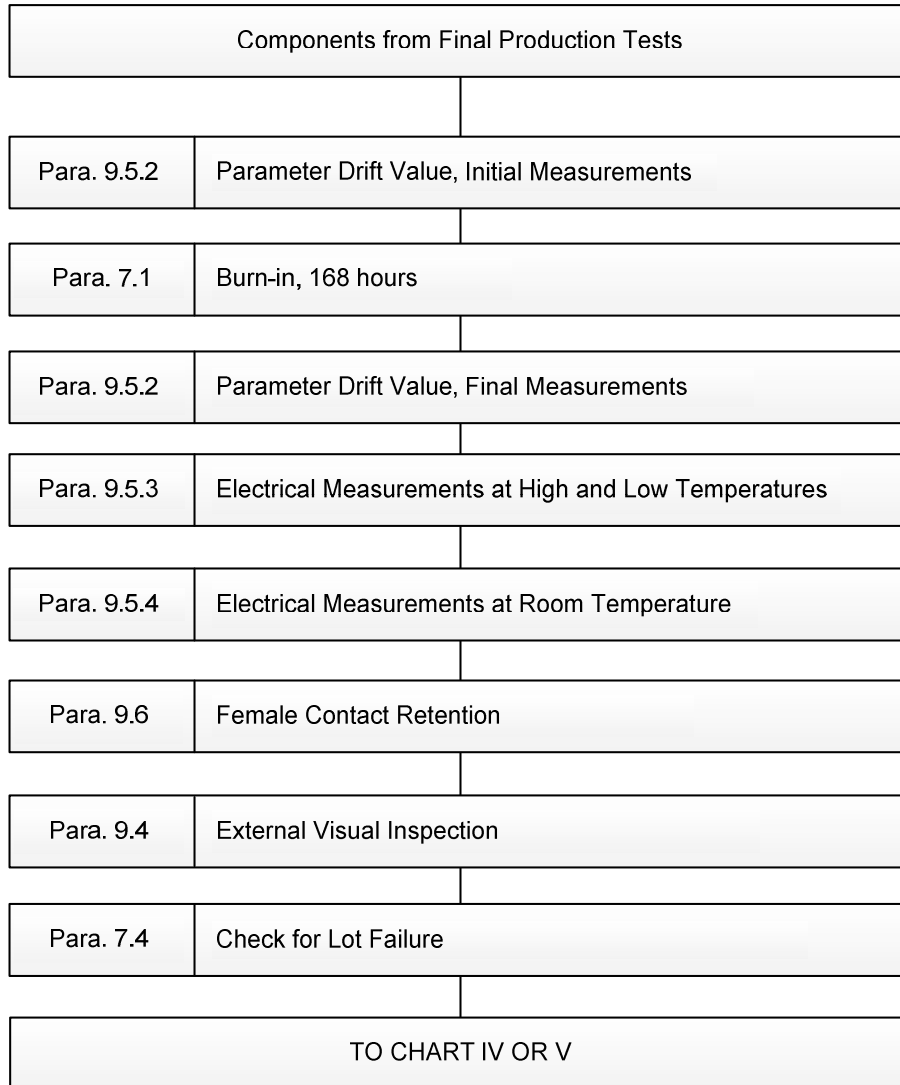 Components from Final Production Tests
Para. 9.5.2 Parameter Drift Value, Initial Measurements
Para. 7.1 Burn-in, 168 hours
Para. 9.5.2 Parameter Drift Value, Final Measurements
Para. 9.5.3 Electrical Measurements at High and Low Temperatures
Para. 9.5.4 Electrical Measurements at Room Temperature
Para. 9.6 Female Contact Retention
Para. 9.4 External Visual Inspection
Para. 7.4 Check for Lot Failure
TO CHART IV OR V